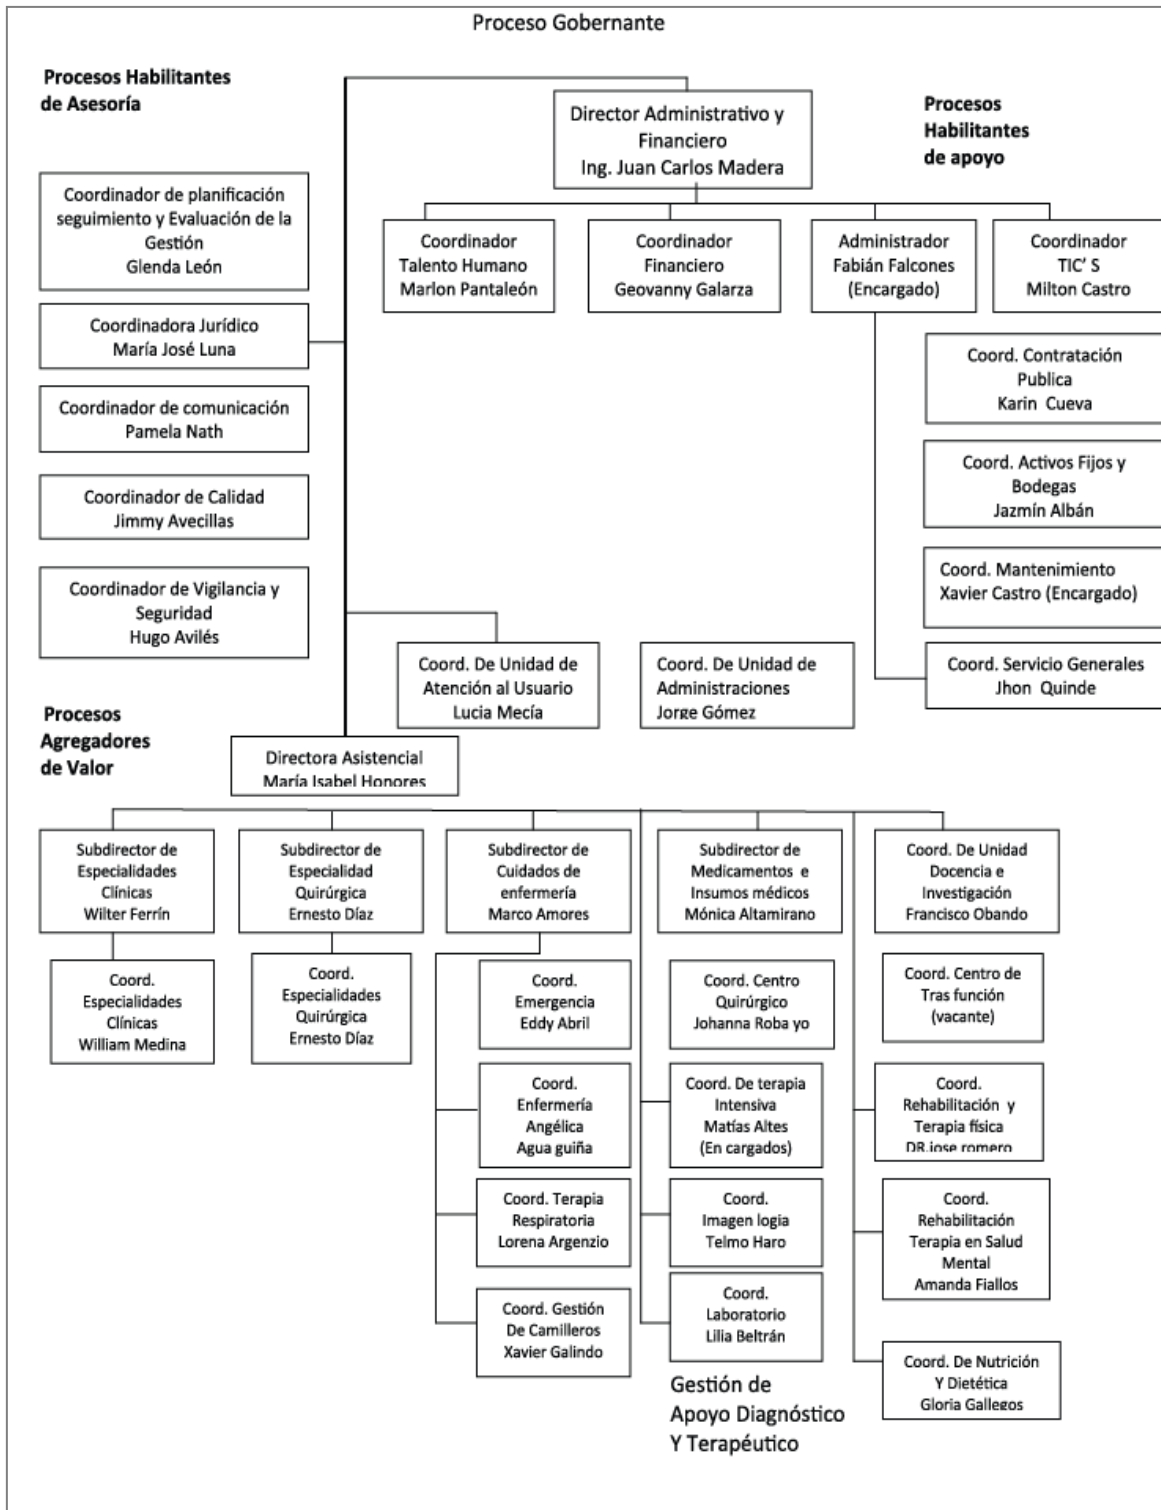 Proceso Gobernante
Procesos Habilitantes
de Asesoría
Director Administrativo y
Financiero
Ing. Juan Carlos Madera
Procesos
Habilitantes
de apoyo
Coordinador de planificación
seguimiento y Evaluación de la
Gestión
Glenda León
Coordinador
Talento Humano
Marlon Pantaleón
Coordinador
Financiero
Geovanny Galarza
Administrador
Fabián Falcones
(Encargado)
Coordinador
TIC' S
Milton Castro
Coordinadora Jurídico
María José Luna
Coord. Contratación
Publica
Karin Cueva
Coordinador de comunicación
Pamela Nath
Coord. Activos Fijos y
Bodegas
Jazmín Albán
Coordinador de Calidad
Jimmy Avecillas
Coord. Mantenimiento
Xavier Castro (Encargado)
Coordinador de Vigilancia y
Seguridad
Hugo Avilés
Coord. De Unidad de
Atención al Usuario
Lucia Mecía
Coord. De Unidad de
Administraciones
Jorge Gómez
Coord. Servicio Generales
Jhon Quinde
Procesos
Agregadores
de Valor
Directora Asistencial
María Isabel Honores
Subdirector de
Especialidades
Clínicas
Wilter Ferrín
Subdirector de
Especialidad
Quirúrgica
Ernesto Díaz
Subdirector de
Cuidados de
enfermería
Marco Amores
Subdirector de
Medicamentos e
Insumos médicos
Mónica Altamirano
Coord. De Unidad
Docencia e
Investigación
Francisco Obando
Coord.
Especialidades
Clínicas
William Medina
Coord.
Especialidades
Quirúrgica
Ernesto Díaz
Coord.
Emergencia
Eddy Abril
Coord. Centro
Quirúrgico
Johanna Roba yo
Coord. Centro de
Tras función
(vacante)
Coord.
Enfermería
Angélica
Agua guiña
Coord. De terapia
Intensiva
Matías Altes
(En cargados)
Coord.
Rehabilitación y
Terapia física
DR.jose romero
Coord. Terapia
Respiratoria
Lorena Argenzio
Coord.
Imagen logia
Telmo Haro
Coord.
Rehabilitación
Terapia en Salud
Mental
Amanda Fiallos
Coord. Gestión
De Camilleros
Xavier Galindo
Coord.
Laboratorio
Lilia Beltrán
Coord. De Nutrición
Y Dietética
Gloria Gallegos
Gestión de
Apoyo Diagnóstico
Y Terapéutico